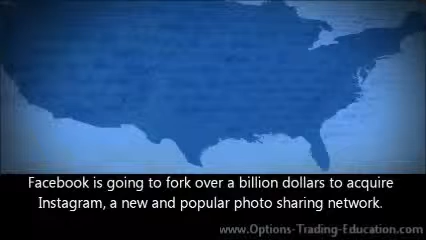 Facebook is going to fork over a billion dollars to acquire
Instagram, a new and popular photo sharing network.
www.Options-Trading-Education.com